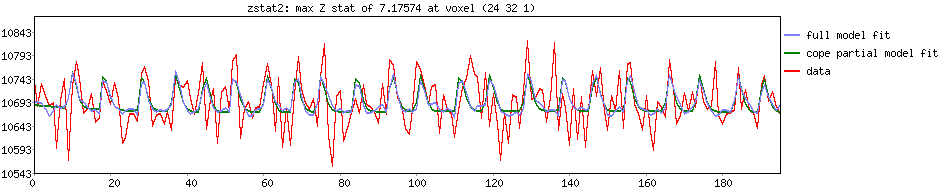 zstat2: max Z stat of 7.17574 at voxel (24 32 1)
10843
10793
10743
10693
10643
10593
10543
full model fit
cope partial model fit
data
0 20 40 60 80 100 120 140 160 180